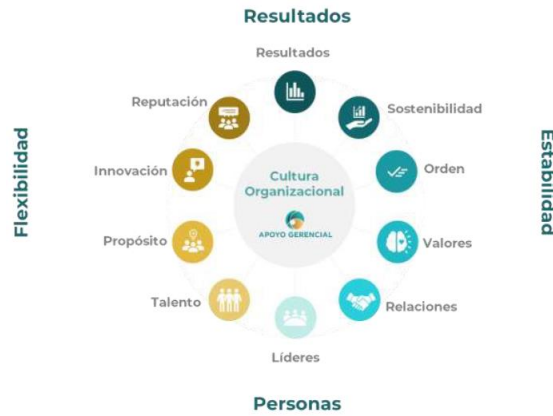 Resultados
Resultados
Reputación
Sostenibilidad
Innovación
Orden
Flexibilidad
Cultura
Organizacional
APOYO GERENCIAL
Estabilidad
Propósito
Valores
Talento
Relaciones
Líderes
Personas